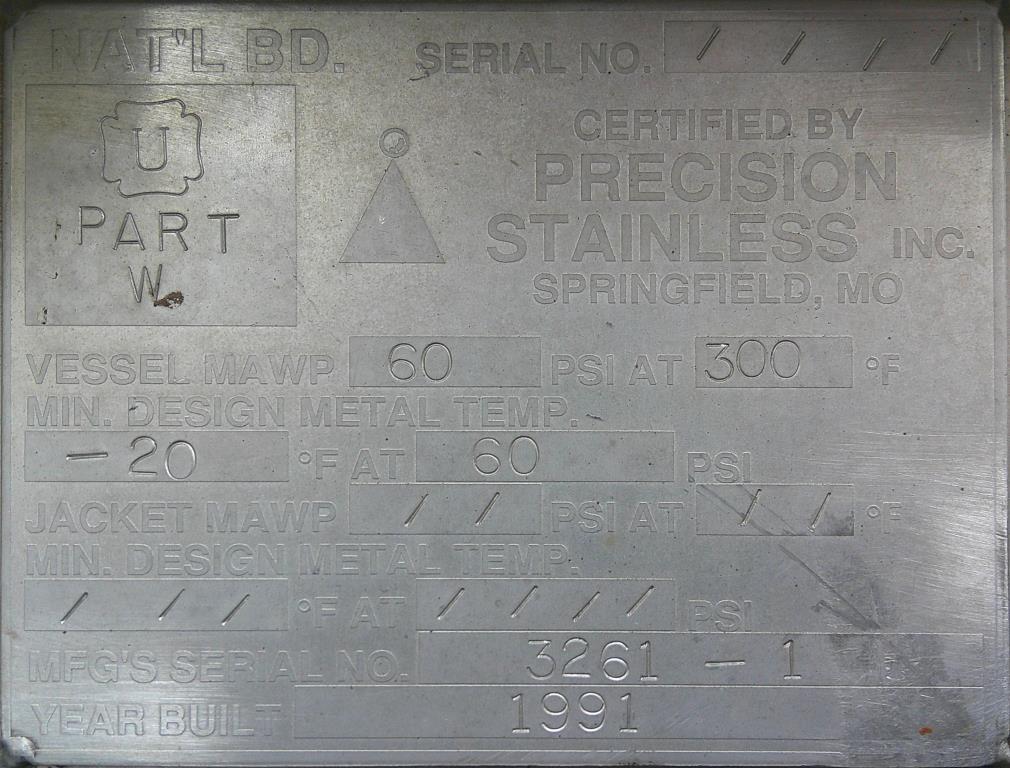 NAT'L BD. SERIAL NO. / / / /
U
PART
W
CERTIFIED BY
PRECISION
STAINLESS INC.
SPRINGFIELD, MO
VESSEL MAWP 60 PSI AT 300 °F
MIN. DESIGN METAL TEMP.
-20 °F AT 60 PSI
JACKET MAWP / / PSI AT / / °F
MIN. DESIGN METAL TEMP.
/ / / °F AT / / / / PSI
MFG'S SERIAL NO. 3261 - 1
YEAR BUILT 1991